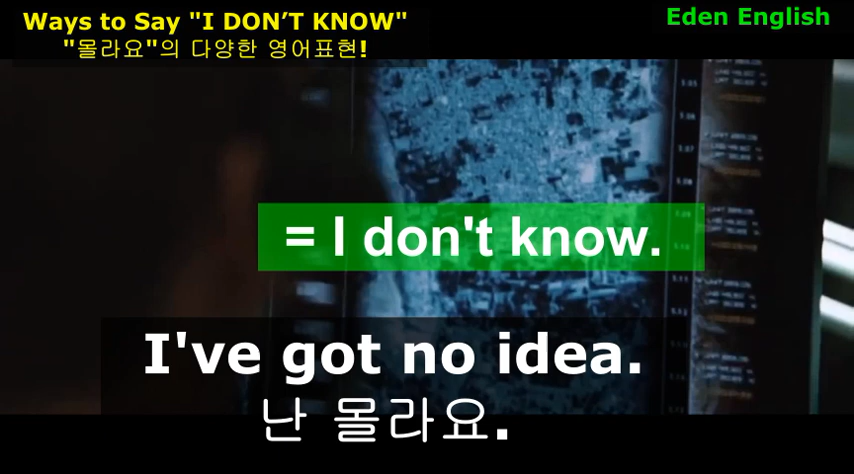 Ways to Say "I DON'T KNOW"
"몰라요"의 다양한 영어표현!
Eden English
= I don't know.
I've got no idea.
난 몰라요.